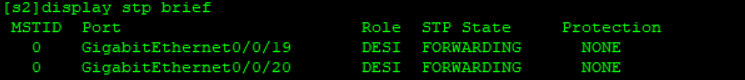 [s2]display stp brief
MSTID Port Role STP State Protection
0 GigabitEthernet0/0/19 DESI FORWARDING NONE
0 GigabitEthernet0/0/20 DESI FORWARDING NONE